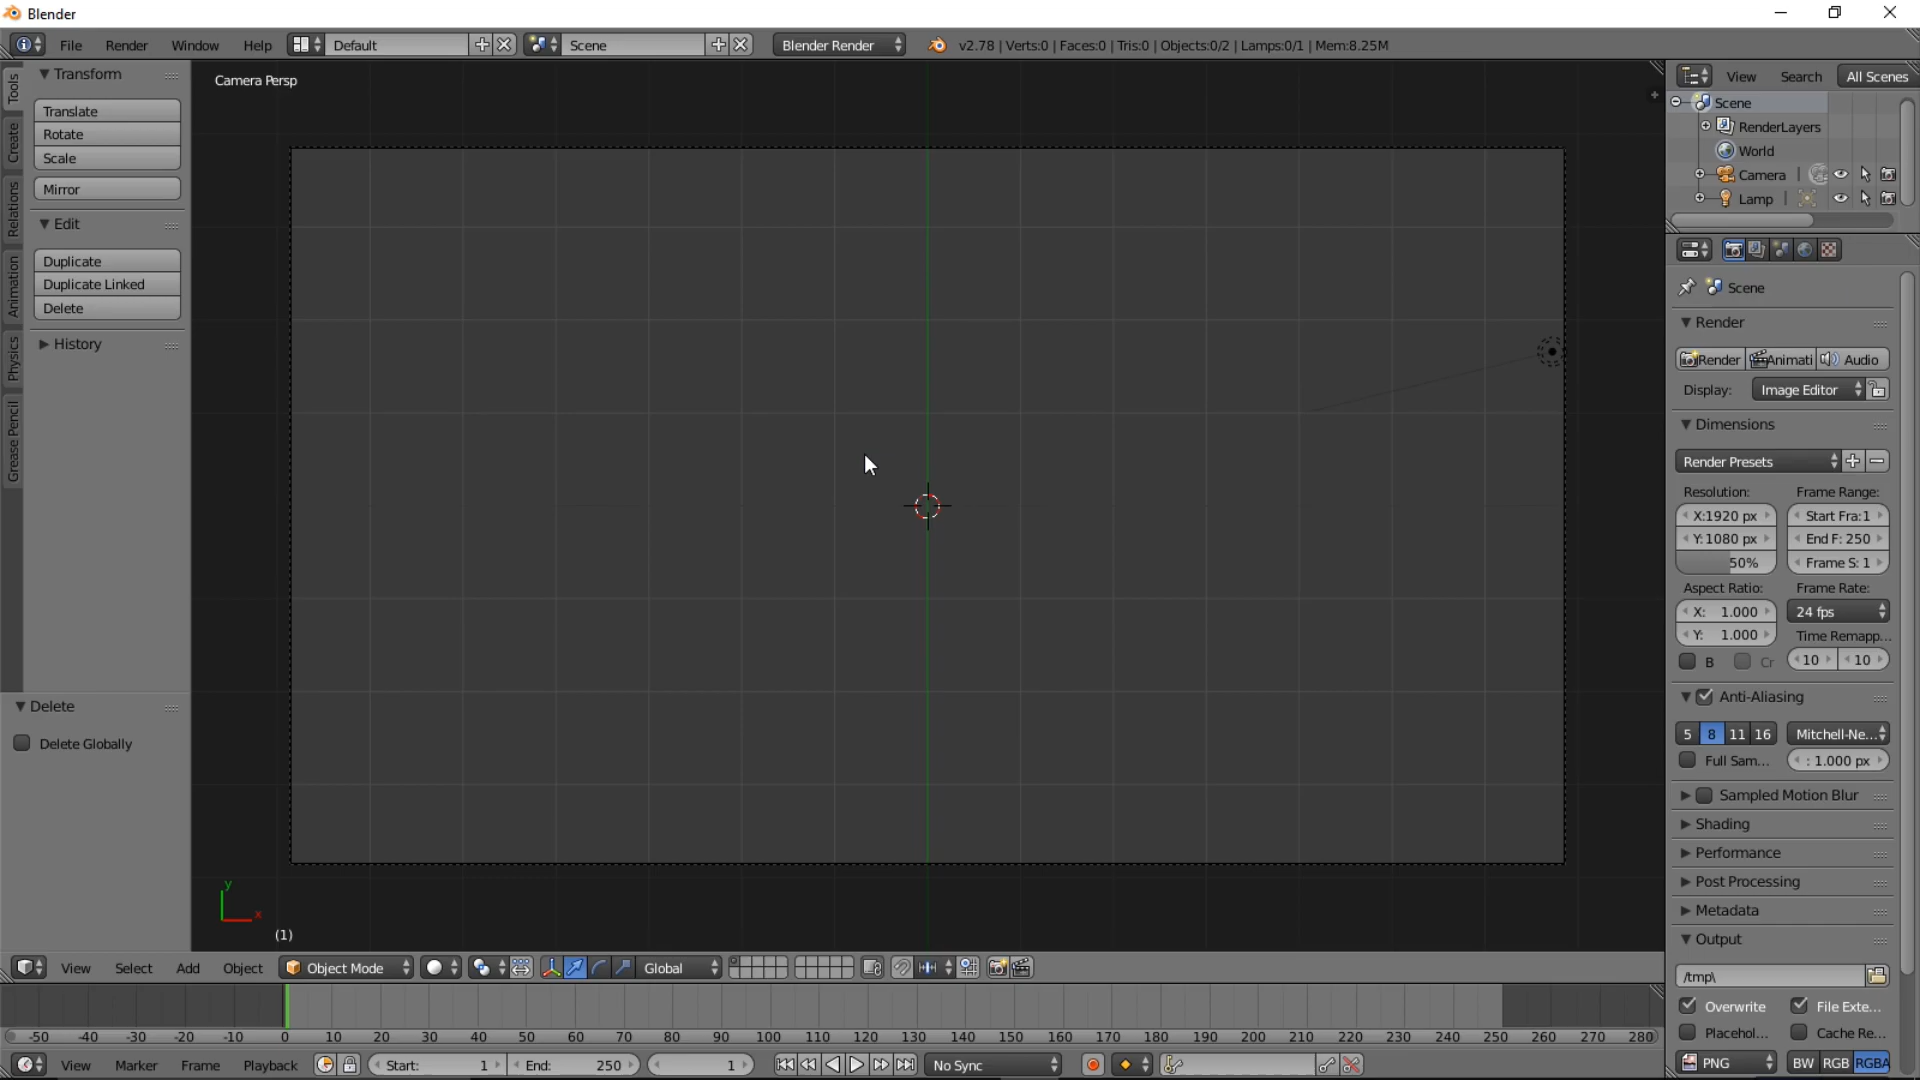 Blender
File Render Window Help Default Scene Blender Render v2.78 | Verts:0 | Faces:0 | Tris:0 | Objects:0/2 | Lamps:0/1 | Mem:8.25M
Tools
Create
Relations
Animation
Physics
Grease Pencil
Transform
Translate
Rotate
Scale
Mirror
Edit
Duplicate
Duplicate Linked
Delete
History
Delete
Delete Globally
Camera Persp
y
x
(1)
View Select Add Object Object Mode Global
-50 -40 -30 -20 -10 0 10 20 30 40 50 60 70 80 90 100 110 120 130 140 150 160 170 180 190 200 210 220 230 240 250 260 270 280
View Marker Frame Playback Start: 1 End: 250 1 No Sync
View Search All Scenes
Scene
RenderLayers
World
Camera |
Lamp |
Scene
Render
Render Animati Audio
Display: Image Editor
Dimensions
Render Presets
Resolution: Frame Range:
X:1920 px Start Fra:1
Y:1080 px End F: 250
50% Frame S: 1
Aspect Ratio: Frame Rate:
X: 1.000 24 fps
Y: 1.000 Time Remapp...
B Cr 10 10
Anti-Aliasing
5 8 11 16 Mitchell-Ne...
Full Sam... : 1.000 px
Sampled Motion Blur
Shading
Performance
Post Processing
Metadata
Output
/tmp\
Overwrite File Exte...
Placehol... Cache Re...
PNG BW RGB RGBA